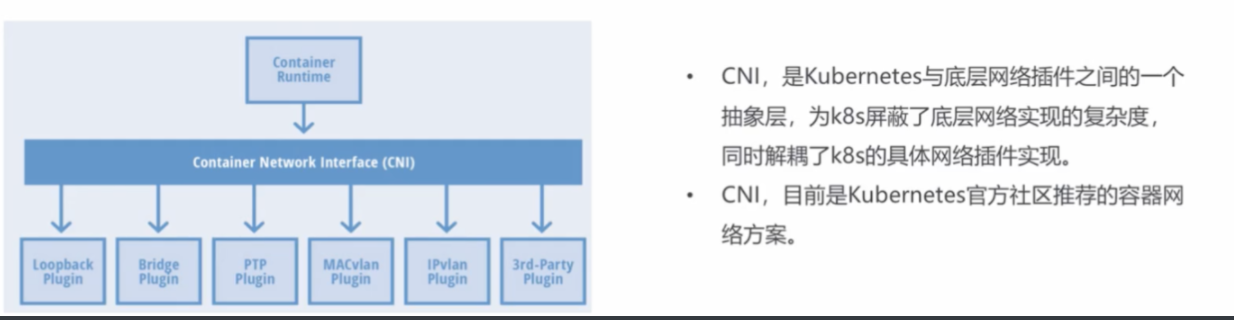 Container
Runtime
Container Network Interface (CNI)
Loopback
Plugin
Bridge
Plugin
PTP
Plugin
MACvlan
Plugin
IPvlan
Plugin
3rd-Party
Plugin
• CNI，是Kubernetes与底层网络插件之间的一个
抽象层，为k8s屏蔽了底层网络实现的复杂度，
同时解耦了k8s的具体网络插件实现。
• CNI，目前是Kubernetes官方社区推荐的容器网
络方案。